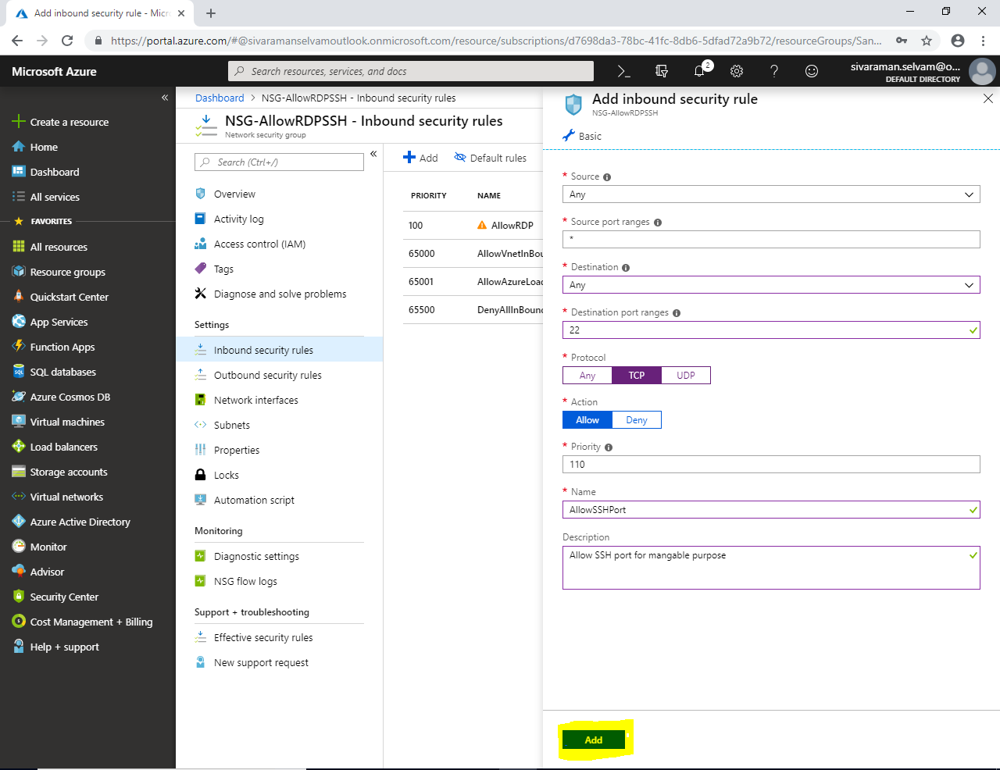 Add inbound security rule - Micr
https://portal.azure.com/#@sivaramanselvamoutlook.onmicrosoft.com/resource/subscriptions/d7698da3-78bc-41fc-8db6-5dfad72a9b72/resourceGroups/San...
Microsoft Azure
Search resources, services, and docs
2
sivaraman.selvam@o...
DEFAULT DIRECTORY
Create a resource
Home
Dashboard
All services
FAVORITES
All resources
Resource groups
Quickstart Center
App Services
Function Apps
SQL databases
Azure Cosmos DB
Virtual machines
Load balancers
Storage accounts
Virtual networks
Azure Active Directory
Monitor
Advisor
Security Center
Cost Management + Billing
Help + support
Dashboard > NSG-AllowRDPSSH - Inbound security rules
NSG-AllowRDPSSH - Inbound security rules
Network security group
Search (Ctrl+/)
Overview
Activity log
Access control (IAM)
Tags
Diagnose and solve problems
Settings
Inbound security rules
Outbound security rules
Network interfaces
Subnets
Properties
Locks
Automation script
Monitoring
Diagnostic settings
NSG flow logs
Support + troubleshooting
Effective security rules
New support request
Add Default rules
PRIORITY NAME
100 AllowRDP
65000 AllowVnetInBou
65001 AllowAzureLoad
65500 DenyAllInBound
Add inbound security rule
NSG-AllowRDPSSH
Basic
* Source
Any
* Source port ranges
*
* Destination
Any
* Destination port ranges
22
* Protocol
Any TCP UDP
* Action
Allow Deny
* Priority
110
* Name
AllowSSHPort
Description
Allow SSH port for mangable purpose
Add